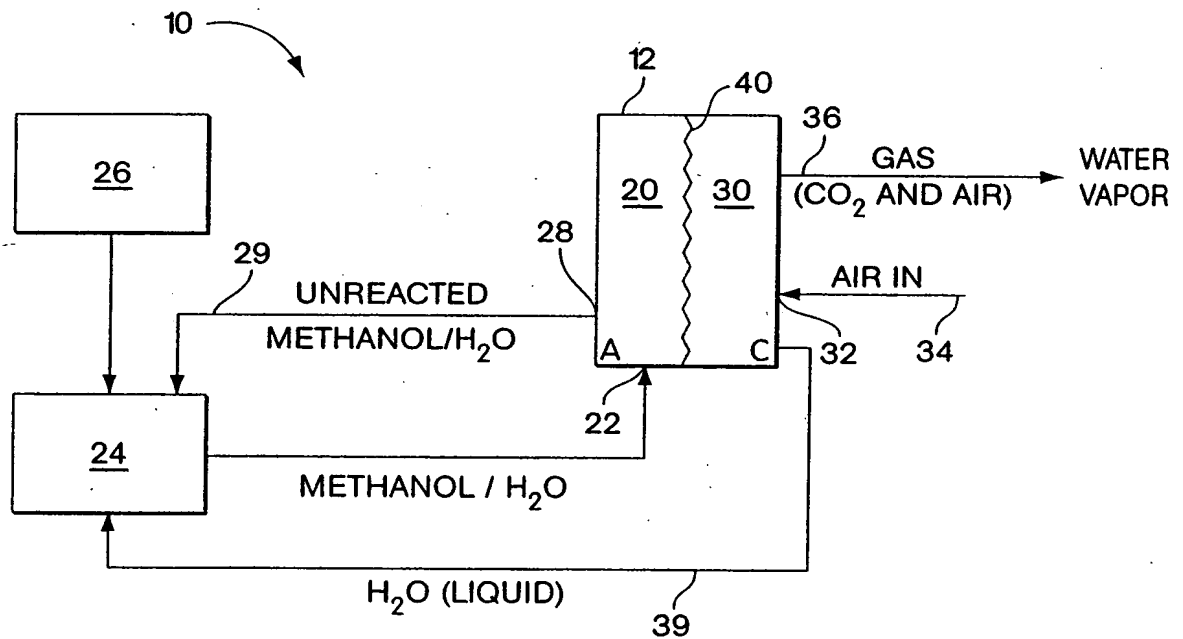 10
12
40
36
26
20
30
GAS
(CO₂ AND AIR)
WATER
VAPOR
29
28
UNREACTED
METHANOL/H₂O
AIR IN
A
C
32
34
22
24
METHANOL / H₂O
H₂O (LIQUID)
39